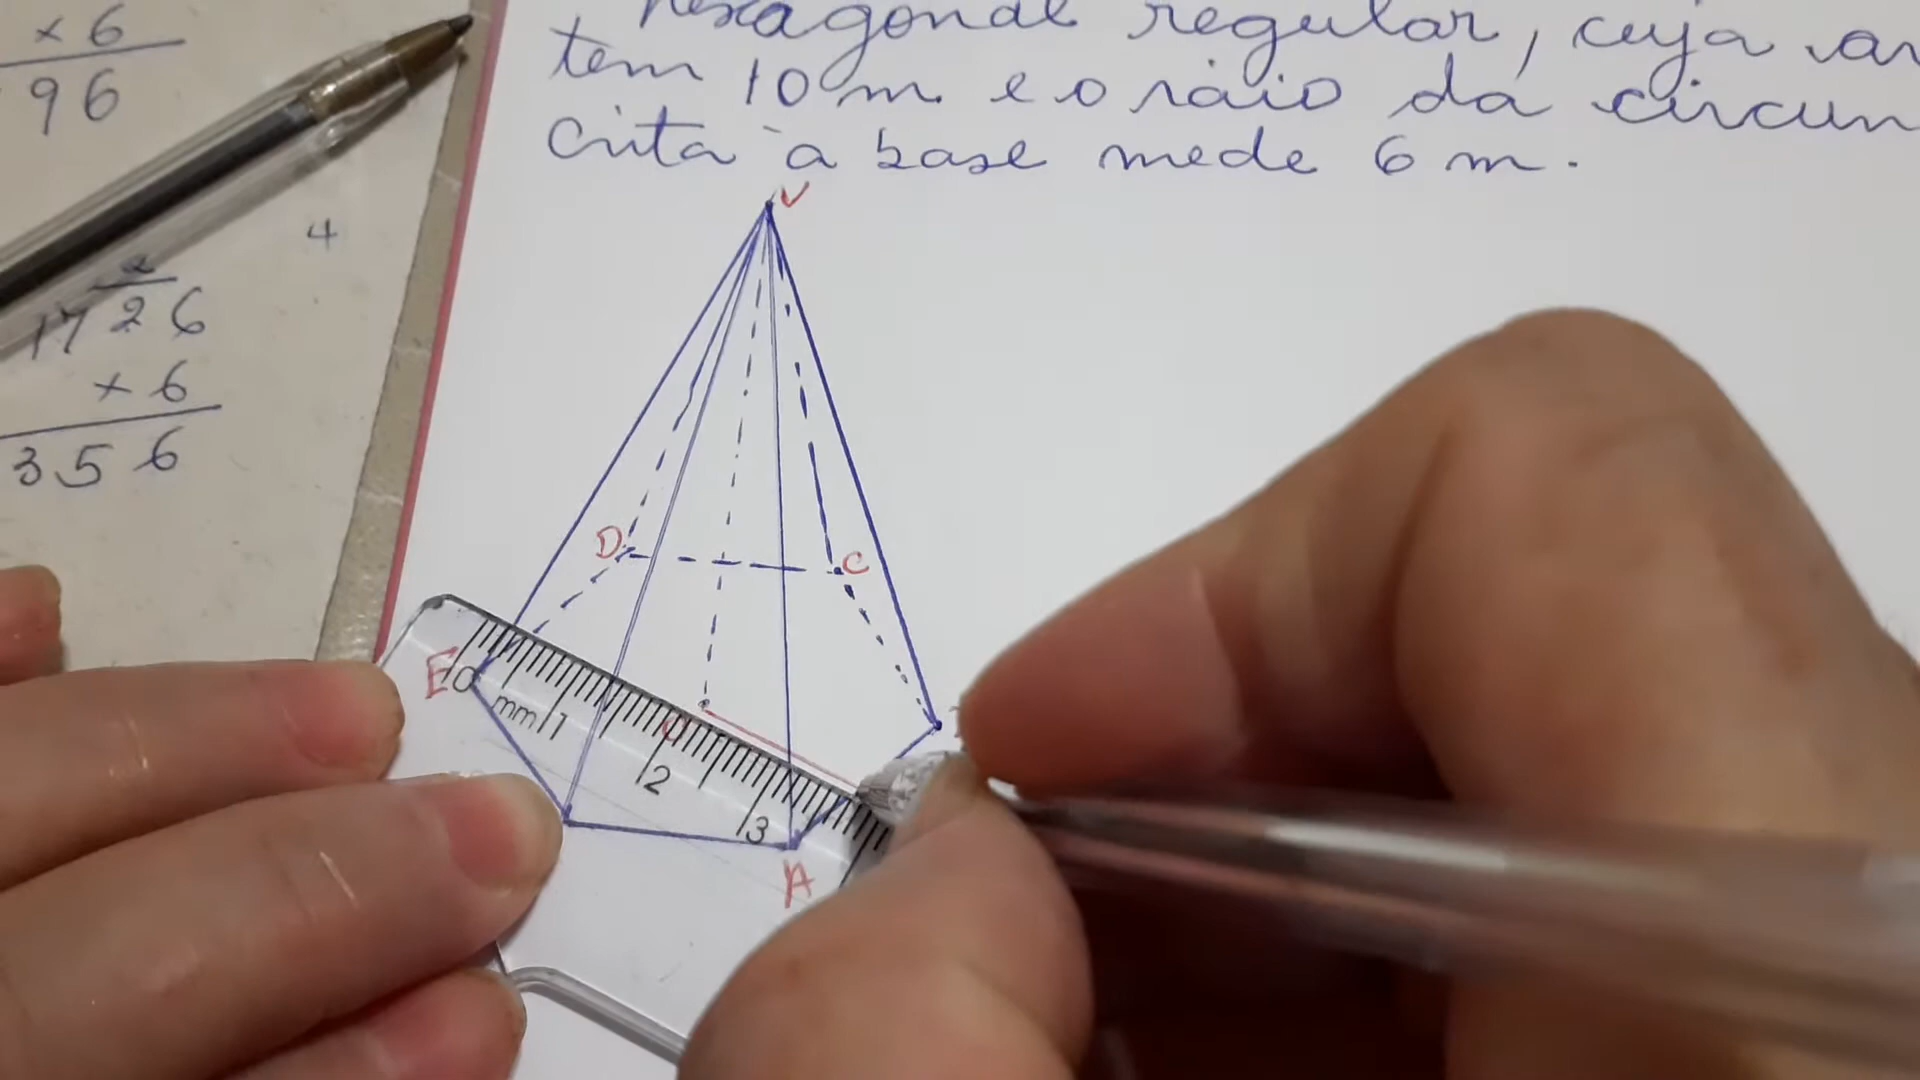 hexagonal regular, cuja
tem 10 m e o raio da
crita à base mede 6 m.
x 6
96
4
2
1726
x 6
356
V
D
C
E
O
A
0
mm 1
2
3